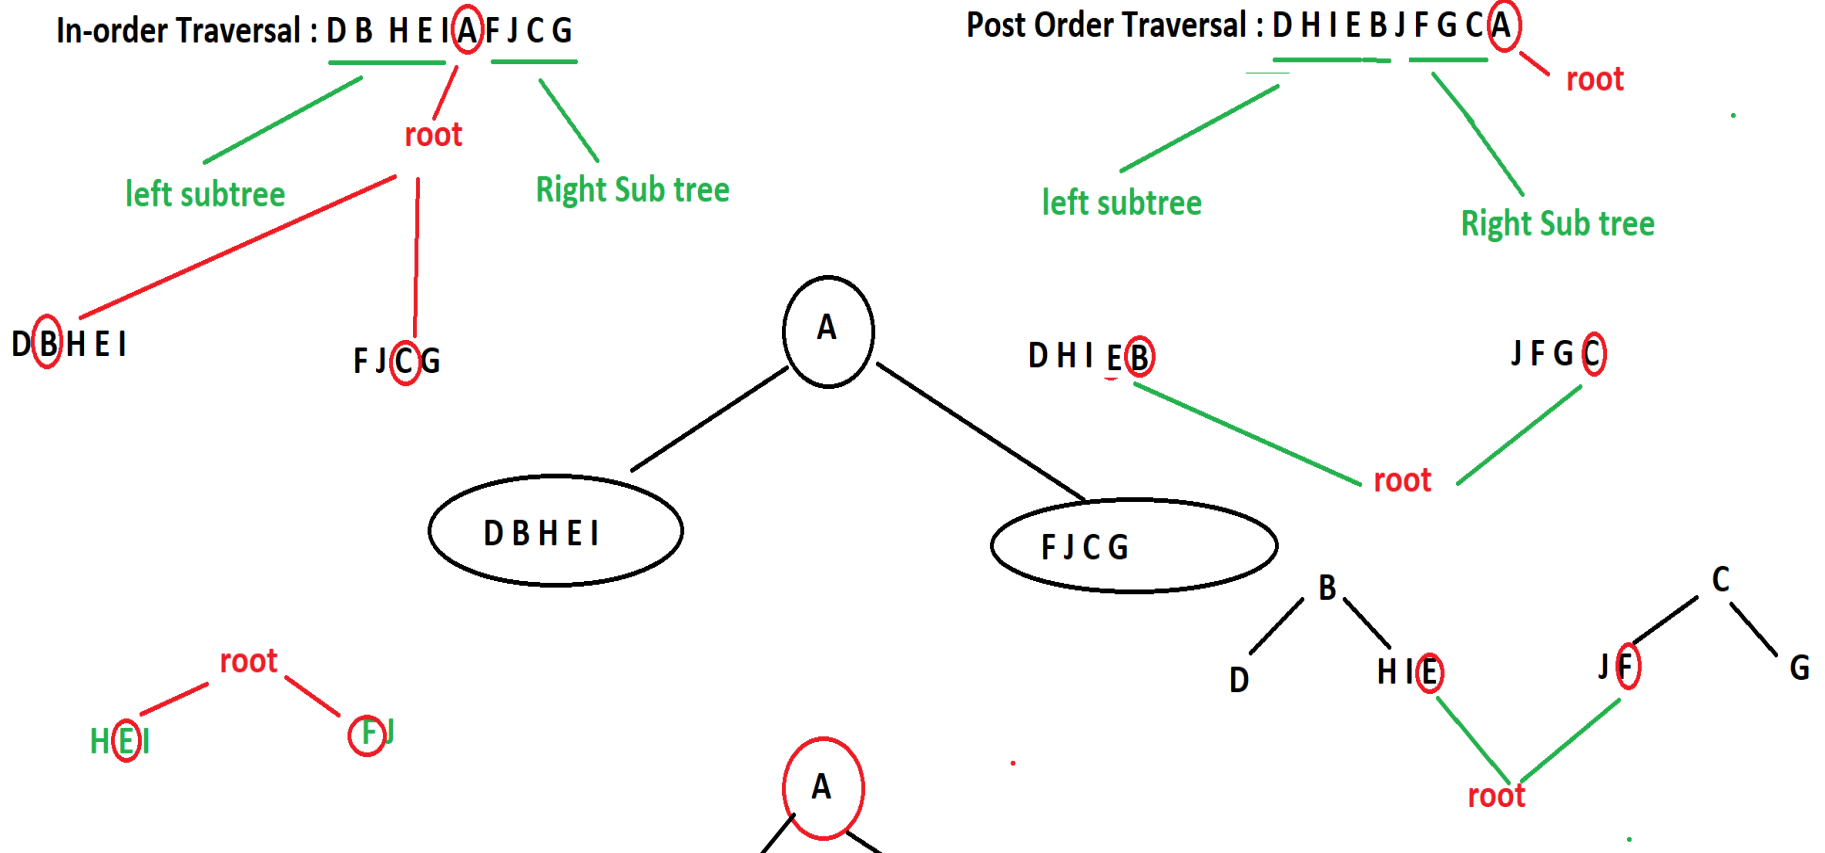 In-order Traversal : D B H E I A F J C G
Post Order Traversal : D H I E B J F G C A
root
root
left subtree
Right Sub tree
left subtree
Right Sub tree
D B H E I
F J C G
A
D H I E B
J F G C
root
D B H E I
F J C G
B
C
D
H I E
J F
G
root
H E I
F J
A
root